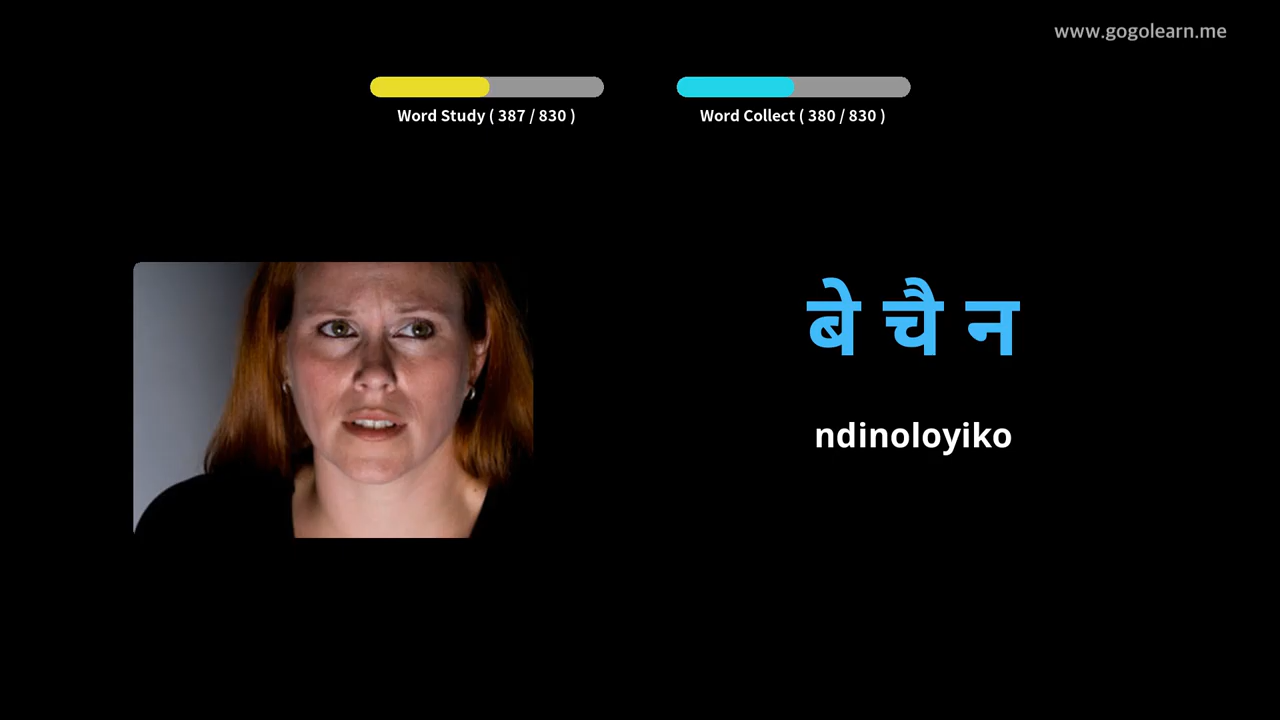 www.gogolearn.me
Word Study ( 387 / 830 )
Word Collect ( 380 / 830 )
बे चै न
ndinoloyiko